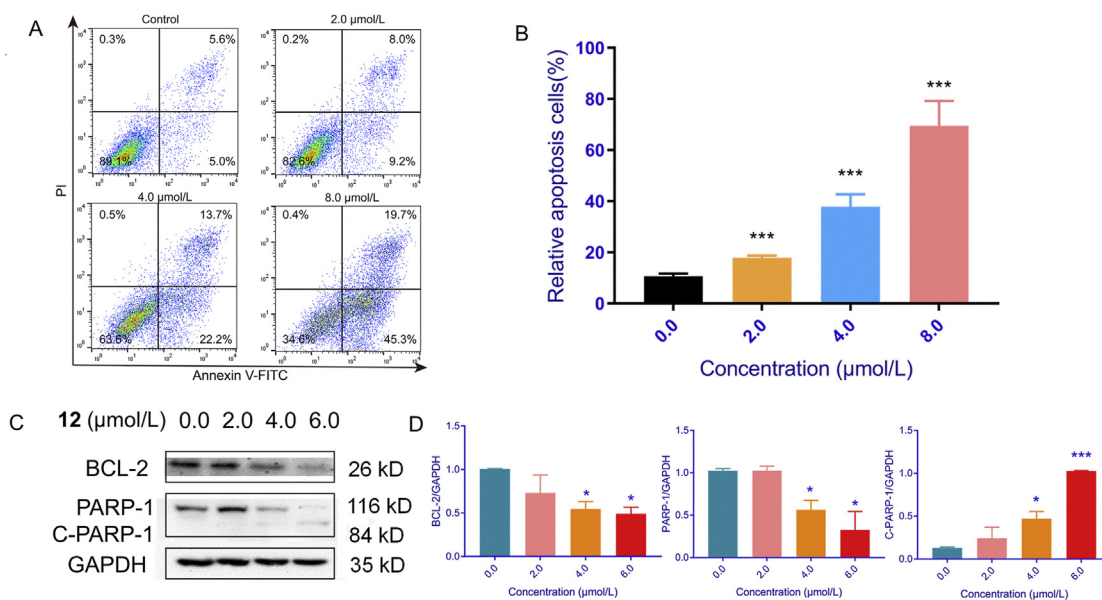 A
Control
2.0 µmol/L
0.3%
5.6%
0.2%
8.0%
89.1%
5.0%
82.6%
9.2%
4.0 µmol/L
8.0 µmol/L
0.5%
13.7%
0.4%
19.7%
63.6%
22.2%
34.6%
45.3%
PI
Annexin V-FITC
B
Relative apoptosis cells(%)
100
80
60
40
20
0
***
***
***
0.0
2.0
4.0
8.0
Concentration (µmol/L)
C
12 (µmol/L) 0.0 2.0 4.0 6.0
BCL-2 26 kD
PARP-1 116 kD
C-PARP-1 84 kD
GAPDH 35 kD
D
BCL-2/GAPDH
1.5
1.0
0.5
0.0
*
*
0.0
2.0
4.0
6.0
Concentration (µmol/L)
PARP-1/GAPDH
1.5
1.0
0.5
0.0
*
*
0.0
2.0
4.0
6.0
Concentration (µmol/L)
C-PARP-1/GAPDH
1.5
1.0
0.5
0.0
*
***
0.0
2.0
4.0
6.0
Concentration (µmol/L)